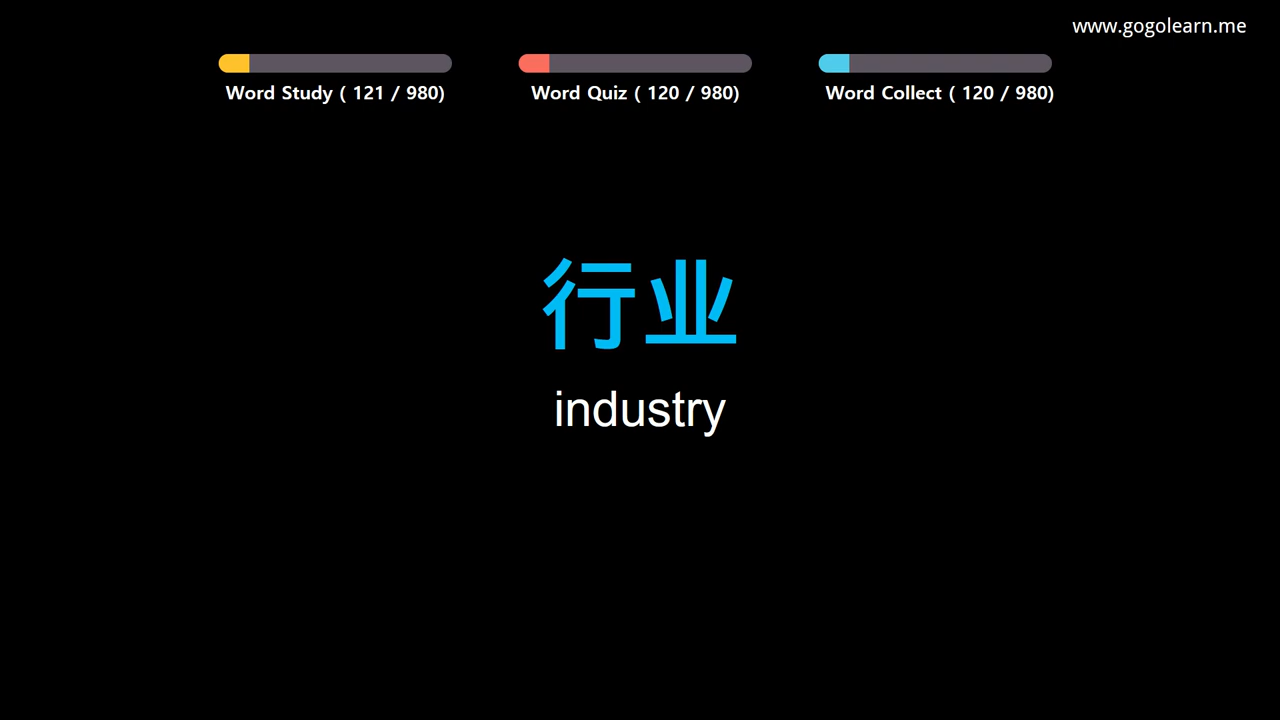 www.gogolearn.me
Word Study ( 121 / 980)
Word Quiz ( 120 / 980)
Word Collect ( 120 / 980)
行业
industry